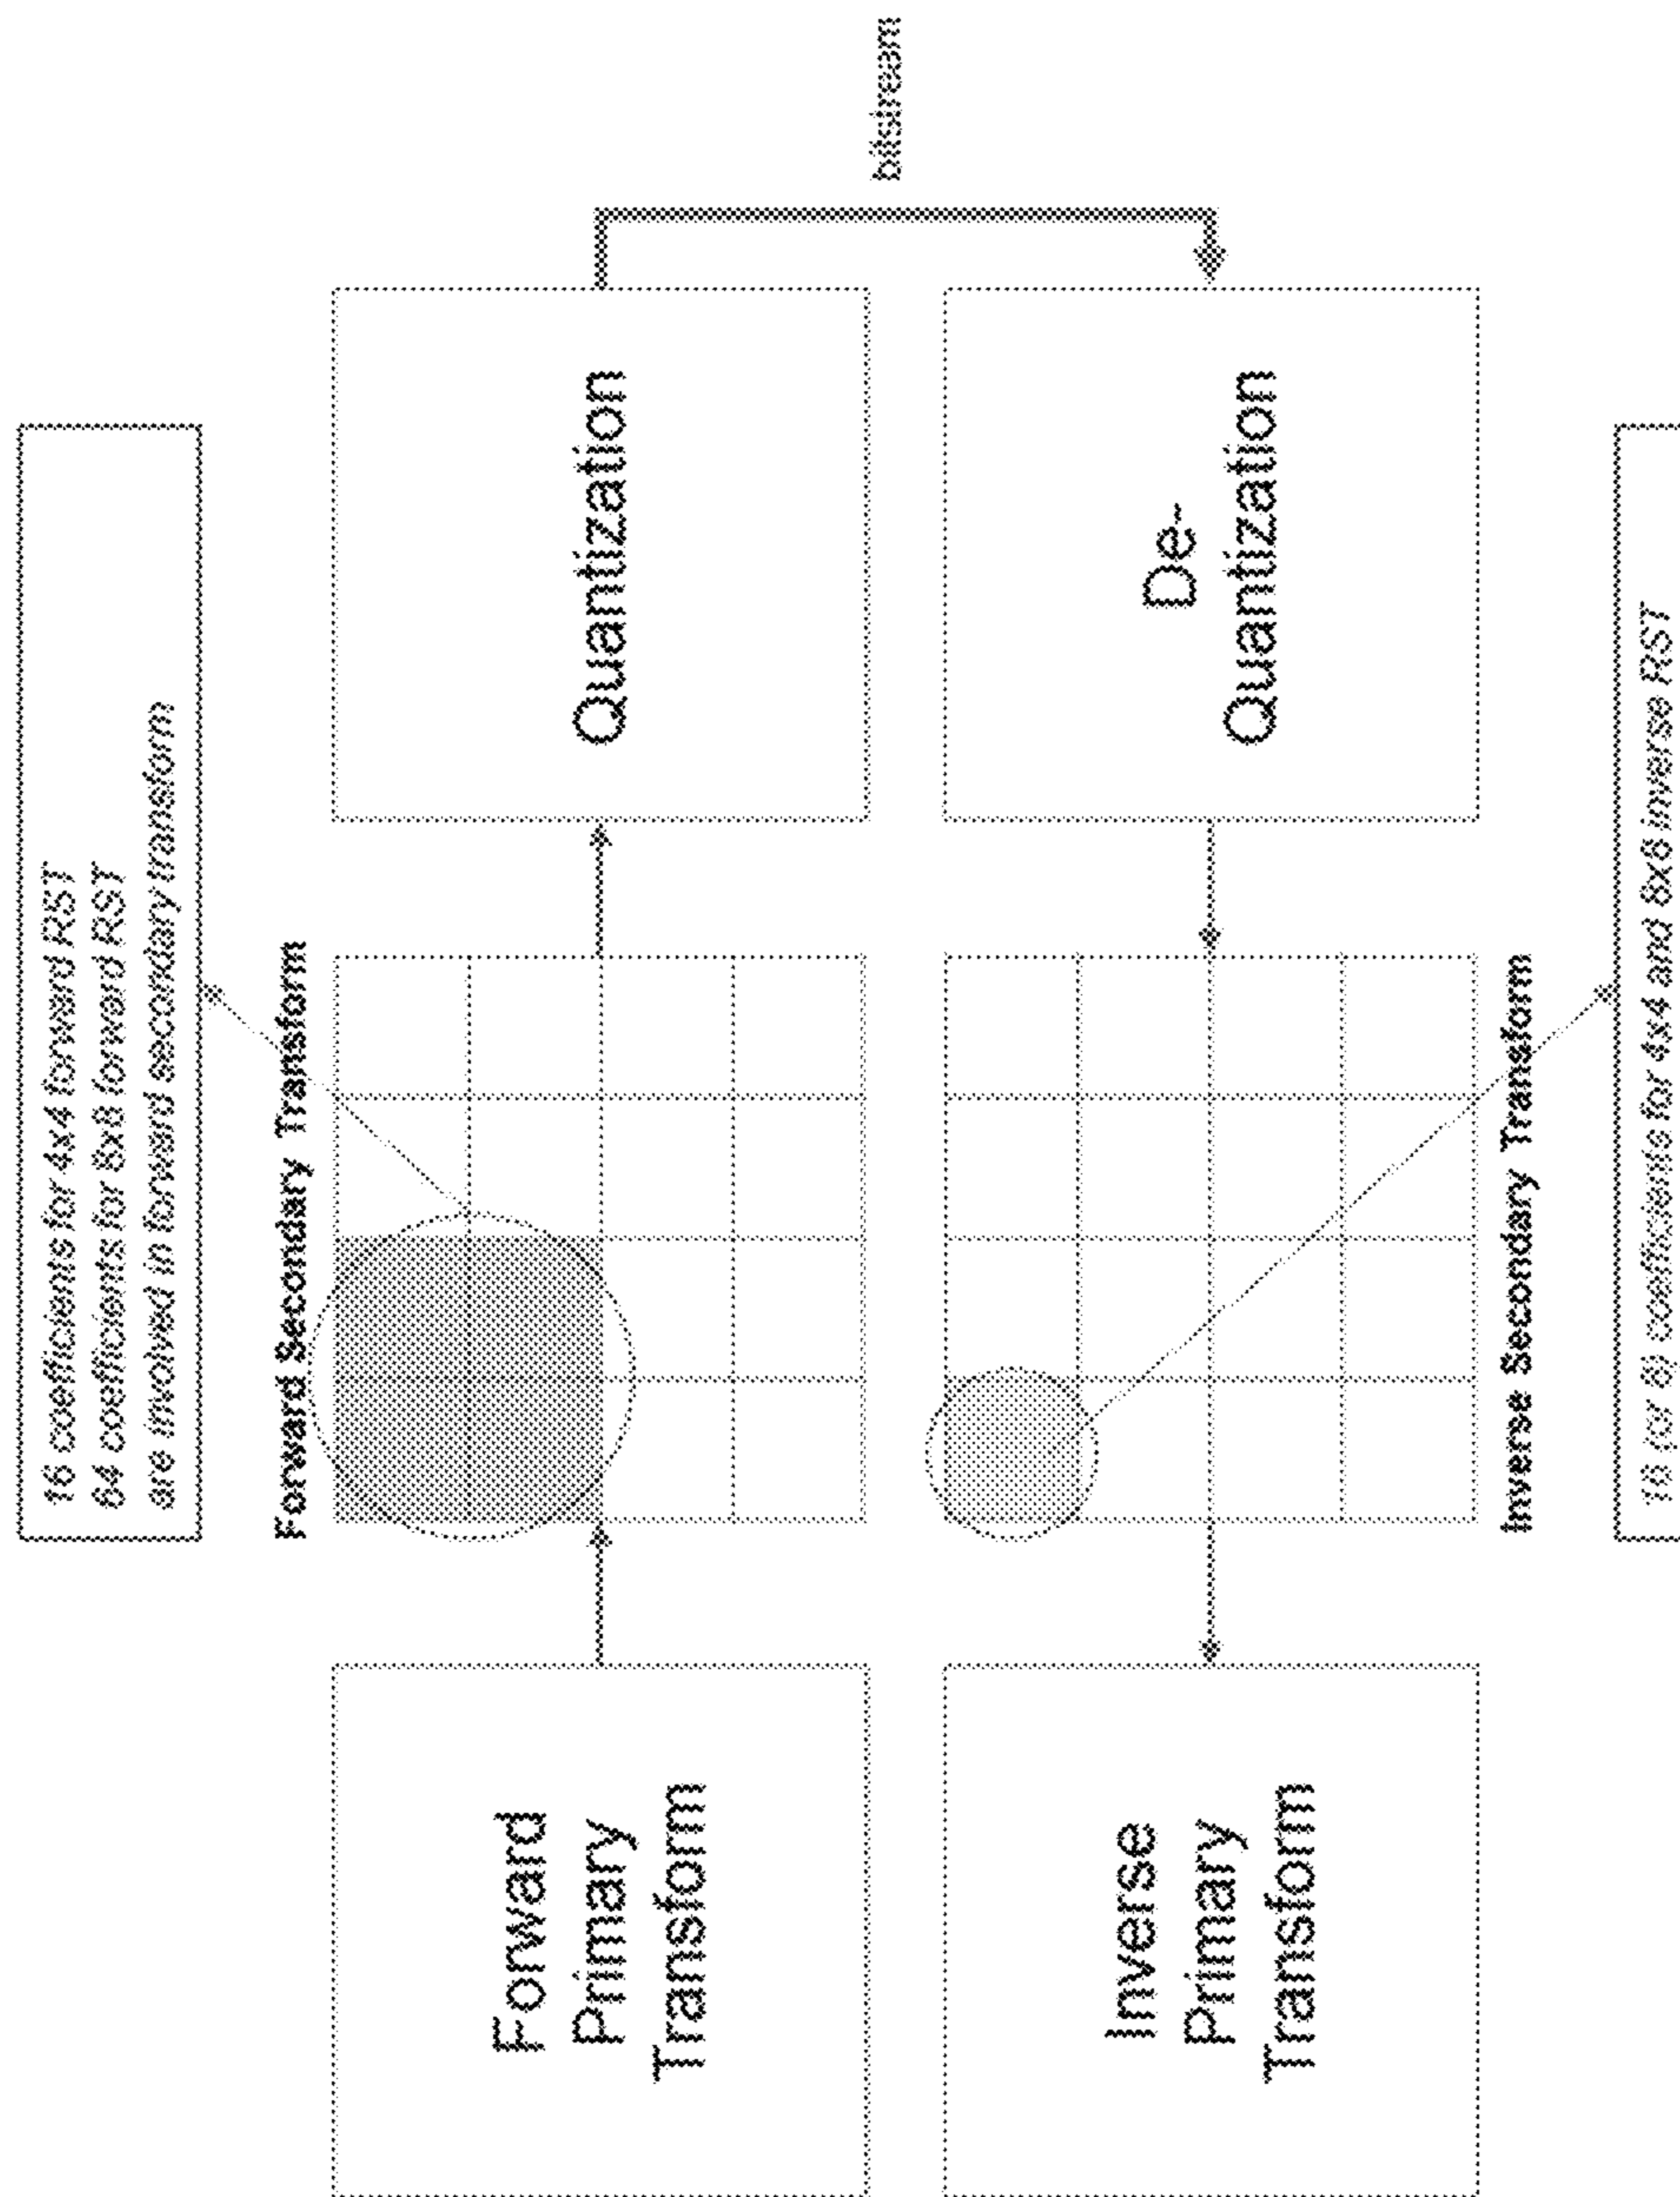 16 coefficients for 4x4 forward RST
64 coefficients for 8x8 forward RST
are involved in forward secondary transform
Forward Secondary Transform
Forward
Primary
Transform
Quantization
bitstream
Inverse
Primary
Transform
De-
Quantization
Inverse Secondary Transform
16 (or 8) coefficients for 4x4 and 8x8 inverse RST